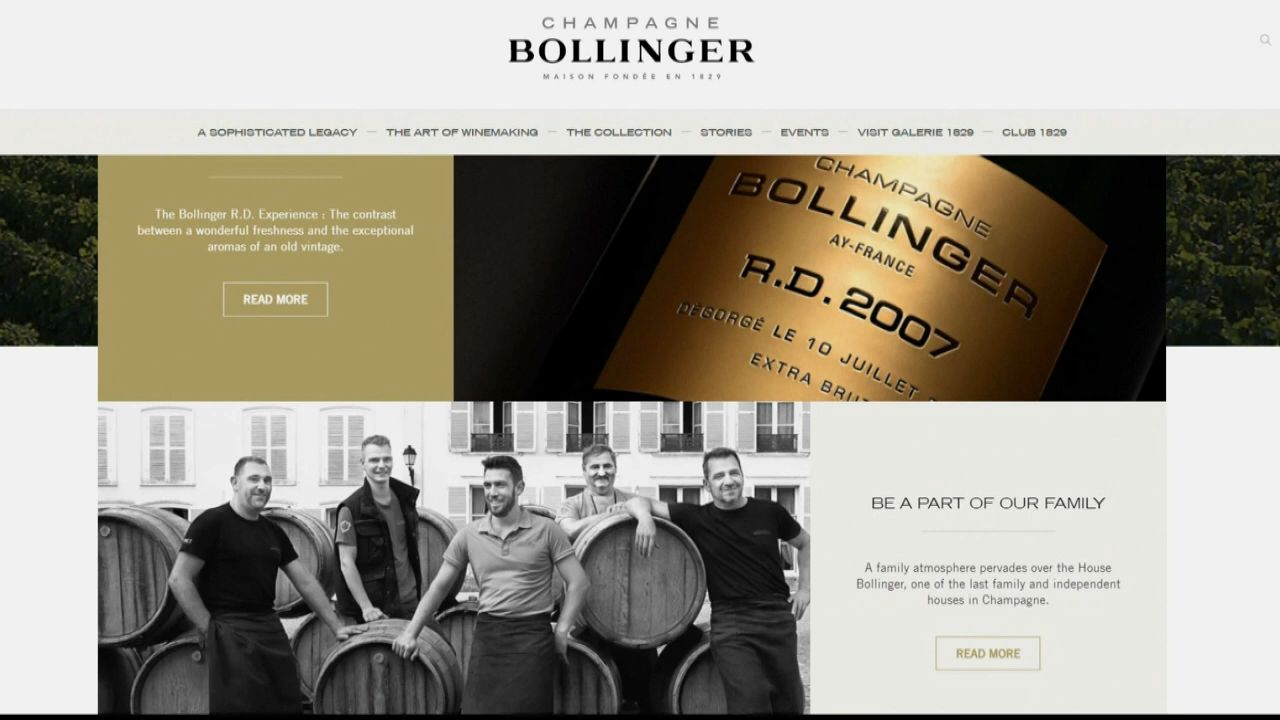 CHAMPAGNE
BOLLINGER
MAISON FONDÉE EN 1829
A SOPHISTICATED LEGACY — THE ART OF WINEMAKING — THE COLLECTION — STORIES — EVENTS — VISIT GALERIE 1829 — CLUB 1829
The Bollinger R.D. Experience : The contrast
between a wonderful freshness and the exceptional
aromas of an old vintage.
READ MORE
CHAMPAGNE
BOLLINGER
AY-FRANCE
R.D. 2007
DÉGORGÉ LE 10 JUILLET
EXTRA BRUT
BE A PART OF OUR FAMILY
A family atmosphere pervades over the House
Bollinger, one of the last family and independent
houses in Champagne.
READ MORE